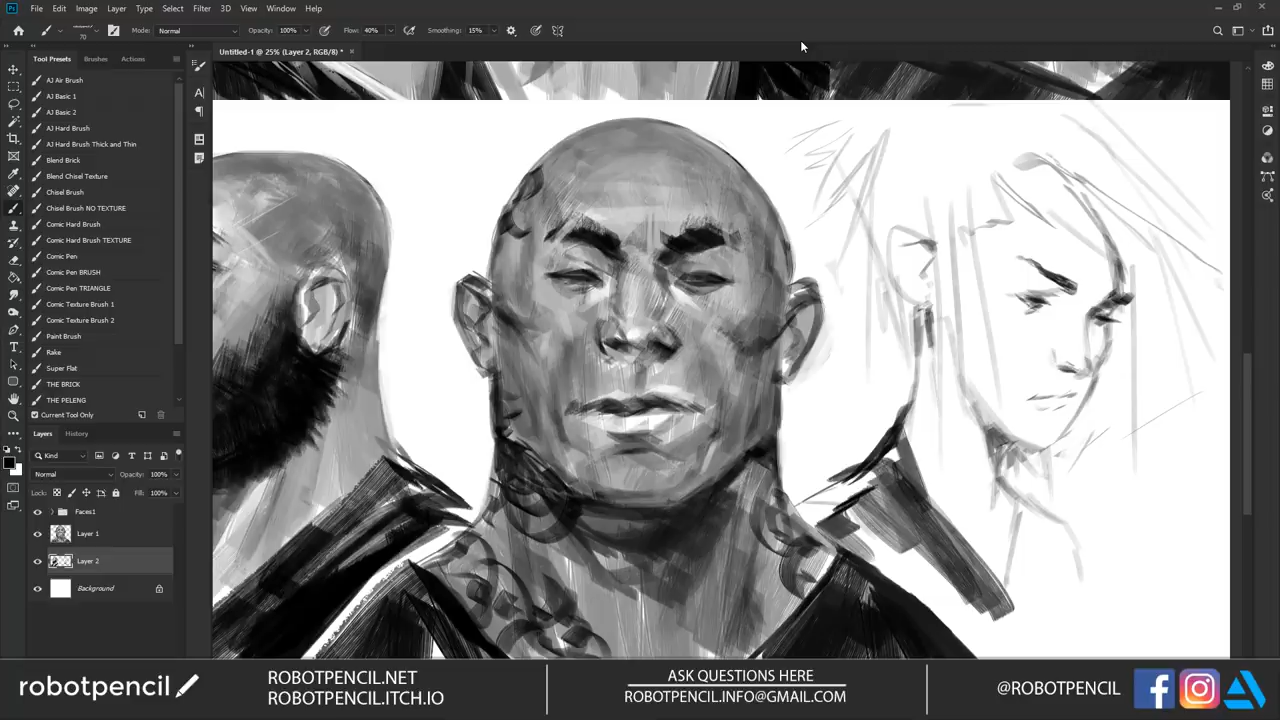 Ps File Edit Image Layer Type Select Filter 3D View Window Help
70 Mode: Normal Opacity: 100% Flow: 40% Smoothing: 15%
Untitled-1 @ 25% (Layer 2, RGB/8) * ×
Tool Presets Brushes Actions
AJ Air Brush
AJ Basic 1
AJ Basic 2
AJ Hard Brush
AJ Hard Brush Thick and Thin
Blend Brick
Blend Chisel Texture
Chisel Brush
Chisel Brush NO TEXTURE
Comic Hard Brush
Comic Hard Brush TEXTURE
Comic Pen
Comic Pen BRUSH
Comic Pen TRIANGLE
Comic Texture Brush 1
Comic Texture Brush 2
Paint Brush
Rake
Super Flat
THE BRICK
THE PELENG
Current Tool Only
Layers History
Kind
Normal Opacity: 100%
Lock: Fill: 100%
Faces1
Layer 1
Layer 2
Background
robotpencil
ROBOTPENCIL.NET
ROBOTPENCIL.ITCH.IO
ASK QUESTIONS HERE
ROBOTPENCIL.INFO@GMAIL.COM
@ROBOTPENCIL